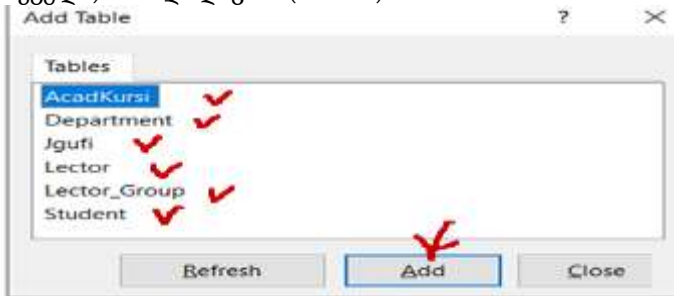 Add Table ? ×
Tables
AcadKursi
Department
Jgufi
Lector
Lector_Group
Student
Refresh Add Close